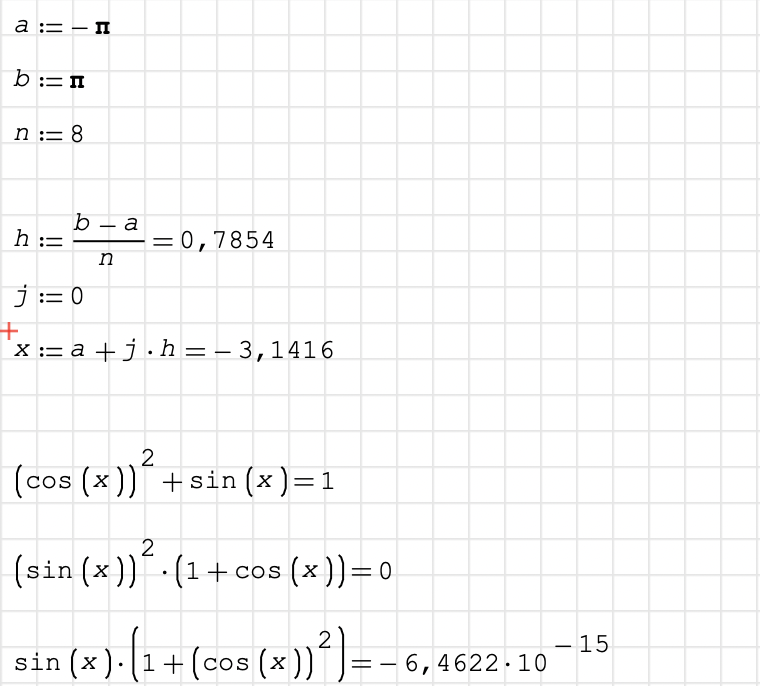 a := − π
b := π
n := 8
h := (b − a)/n = 0,7854
j := 0
x := a + j · h = − 3,1416
(cos (x))² + sin (x) = 1
(sin (x))² · (1 + cos (x)) = 0
sin (x) · (1 + (cos (x))²) = − 6,4622 · 10⁻¹⁵